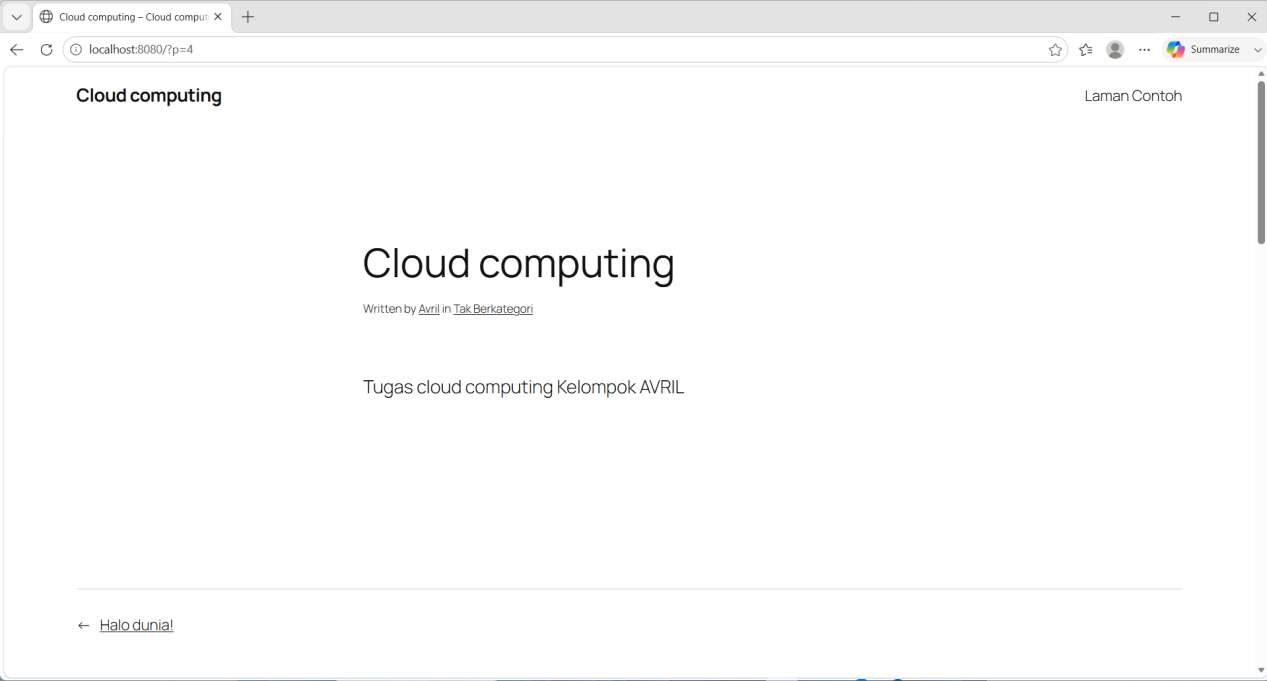 Cloud computing – Cloud comput
localhost:8080/?p=4
Summarize
Cloud computing
Laman Contoh
Cloud computing
Written by Avril in Tak Berkategori
Tugas cloud computing Kelompok AVRIL
← Halo dunia!